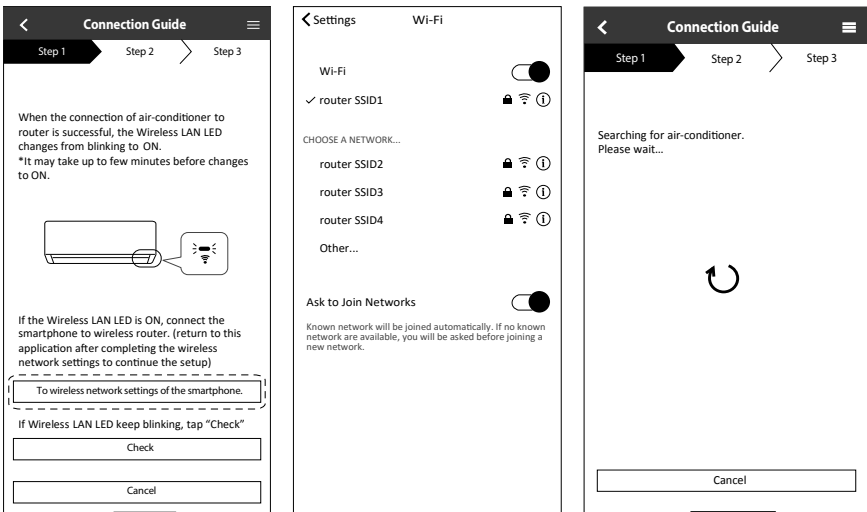 Connection Guide
Step 1
Step 2
Step 3
When the connection of air-conditioner to
router is successful, the Wireless LAN LED
changes from blinking to ON.
*It may take up to few minutes before changes
to ON.
If the Wireless LAN LED is ON, connect the
smartphone to wireless router. (return to this
application after completing the wireless
network settings to continue the setup)
To wireless network settings of the smartphone.
If Wireless LAN LED keep blinking, tap “Check”
Check
Cancel
Settings
Wi-Fi
Wi-Fi
router SSID1
CHOOSE A NETWORK...
router SSID2
router SSID3
router SSID4
Other...
Ask to Join Networks
Known network will be joined automatically. If no known
network are available, you will be asked before joining a
new network.
Connection Guide
Step 1
Step 2
Step 3
Searching for air-conditioner.
Please wait...
Cancel